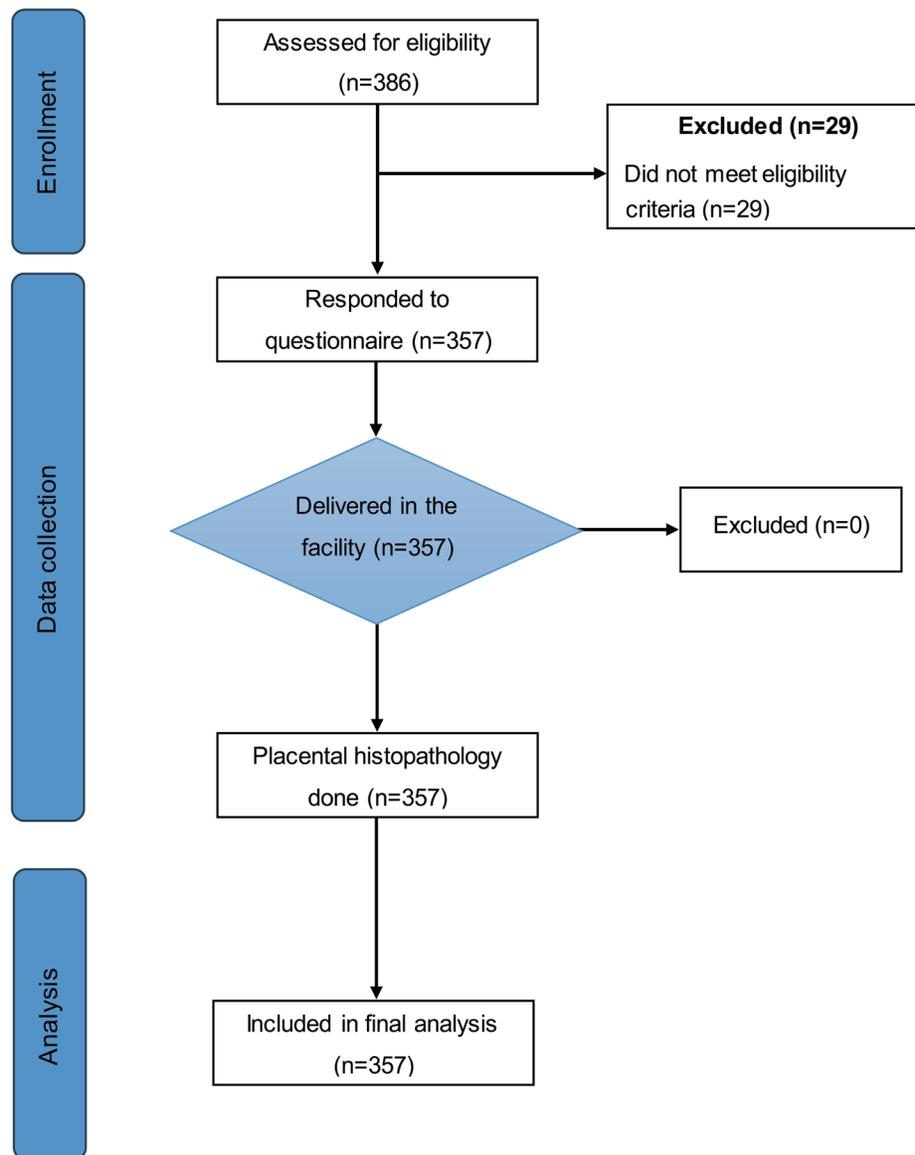 Enrollment
Assessed for eligibility
(n=386)
Excluded (n=29)
Did not meet eligibility
criteria (n=29)
Data collection
Responded to
questionnaire (n=357)
Delivered in the
facility (n=357)
Excluded (n=0)
Placental histopathology
done (n=357)
Analysis
Included in final analysis
(n=357)